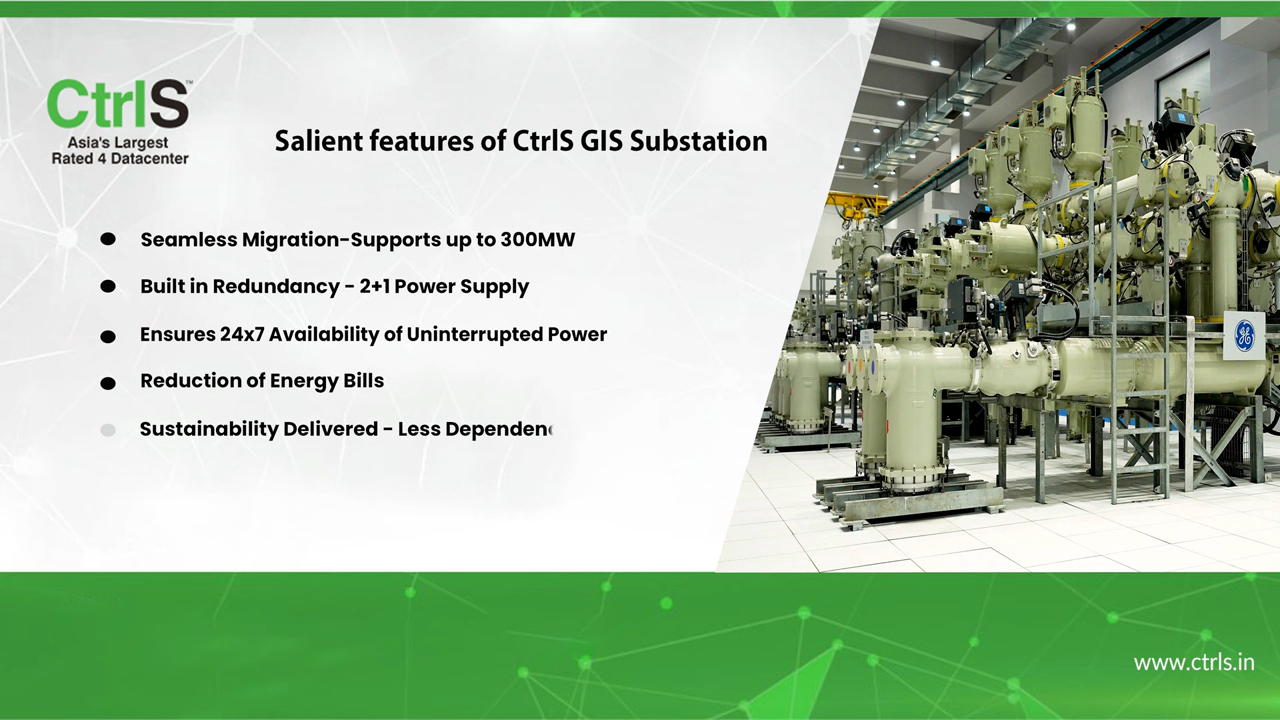 CtrlS™
Asia's Largest
Rated 4 Datacenter
Salient features of CtrlS GIS Substation
Seamless Migration-Supports up to 300MW
Built in Redundancy - 2+1 Power Supply
Ensures 24x7 Availability of Uninterrupted Power
Reduction of Energy Bills
Sustainability Delivered - Less
GE
www.ctrls.in